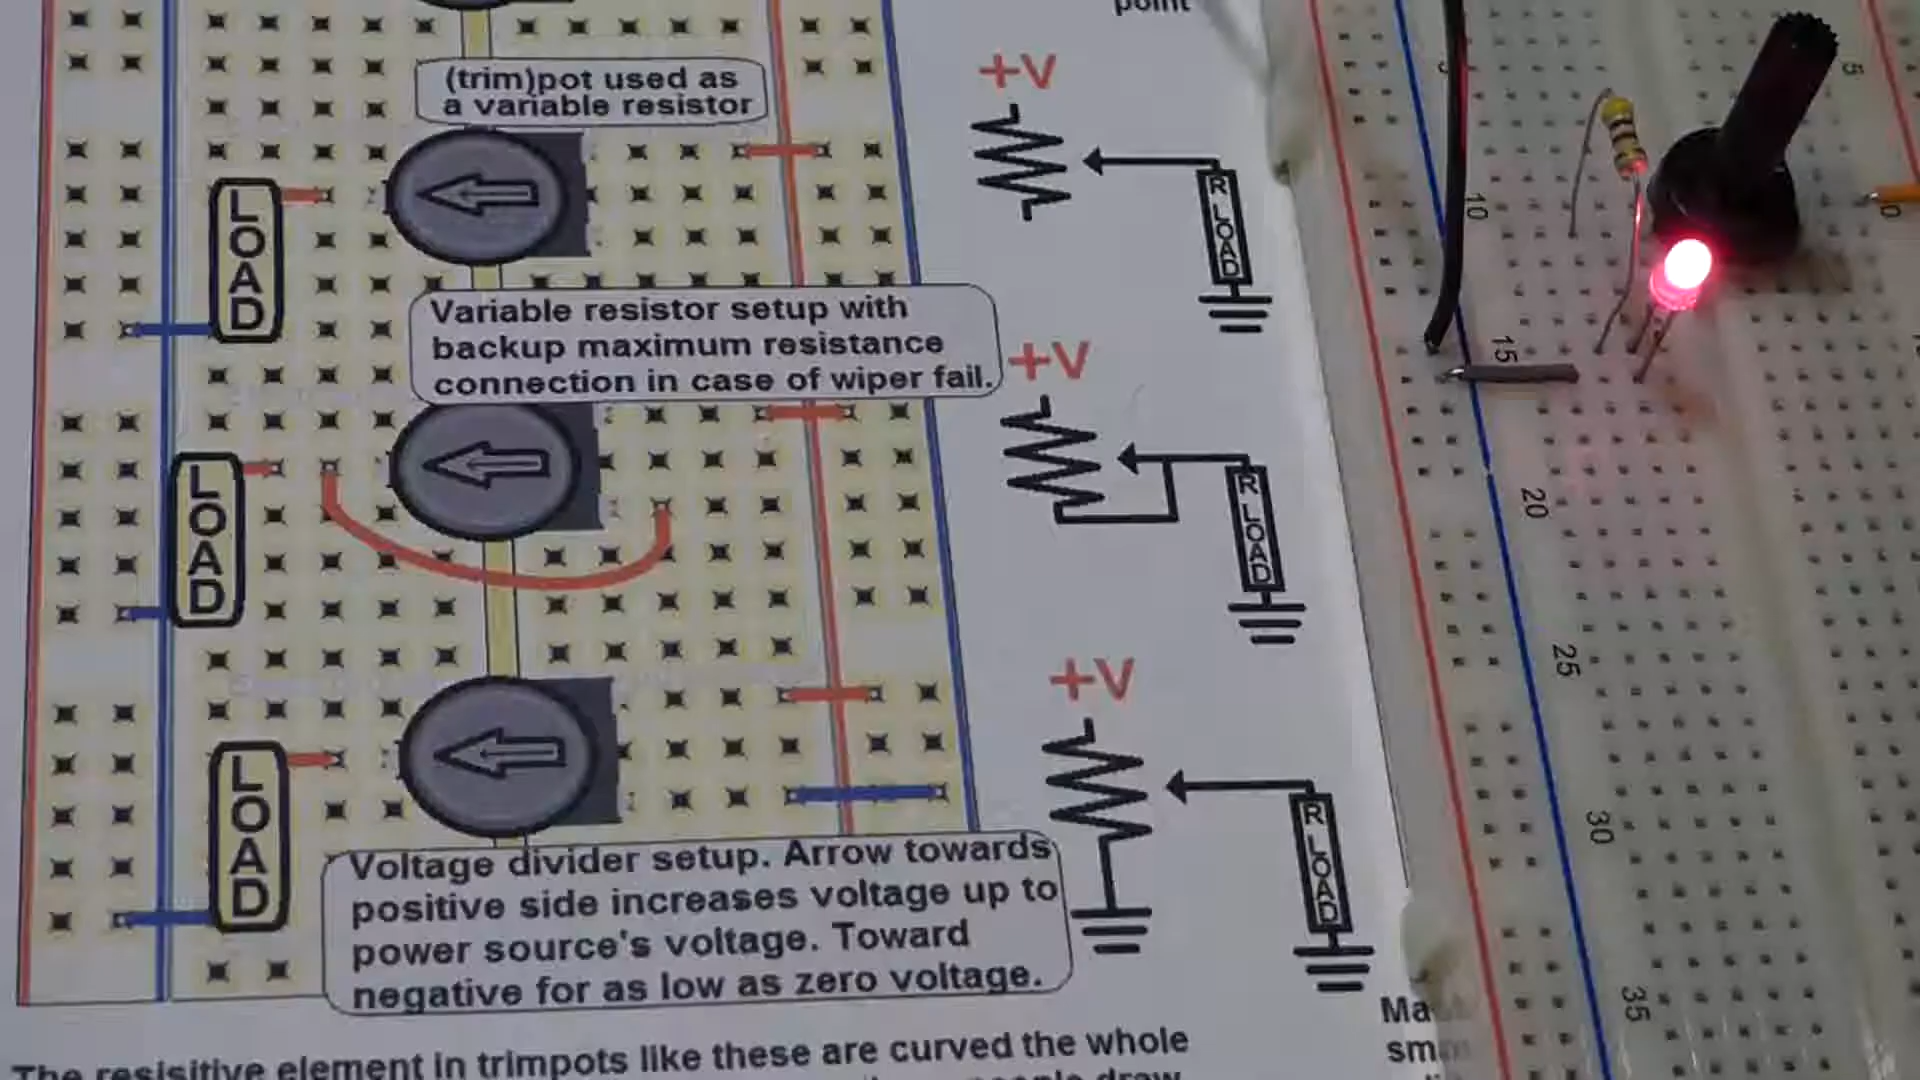 point
(trim)pot used as
a variable resistor
+V
LOAD
R LOAD
Variable resistor setup with
backup maximum resistance
connection in case of wiper fail.
+V
LOAD
R LOAD
+V
LOAD
R LOAD
Voltage divider setup. Arrow towards
positive side increases voltage up to
power source's voltage. Toward
negative for as low as zero voltage.
The resisitive element in trimpots like these are curved the whole
people draw
5
10
15
20
25
30
35
10